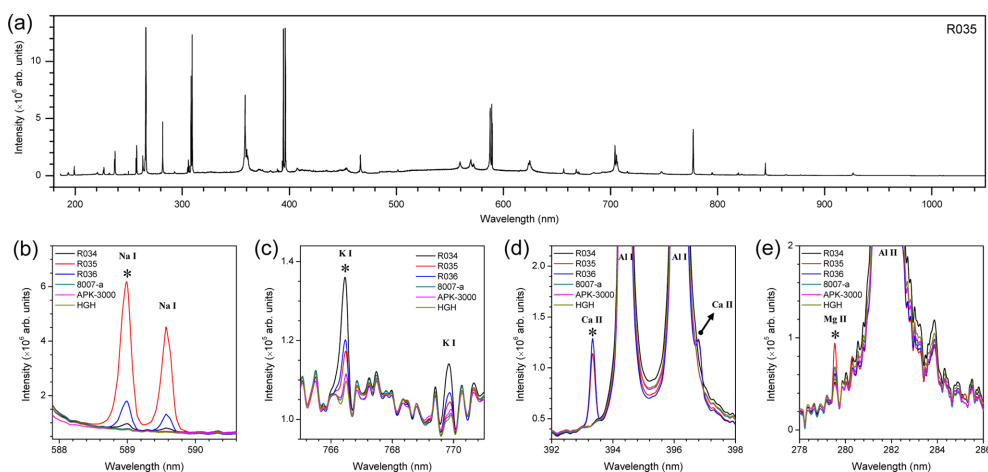 (a)
R035
Intensity (×10⁶ arb. units)
10
5
0
200 300 400 500 600 700 800 900 1000
Wavelength (nm)
(b)
R034
R035
R036
8007-a
APK-3000
HGH
Na I
*
Na I
Intensity (×10⁶ arb. units)
6
4
2
588 589 590
Wavelength (nm)
(c)
R034
R035
R036
8007-a
APK-3000
HGH
K I
*
K I
Intensity (×10⁵ arb. units)
1.4
1.3
1.2
1.1
1.0
766 768 770
Wavelength (nm)
(d)
R034
R035
R036
8007-a
APK-3000
HGH
Al I
Al I
Ca II
*
Ca II
Intensity (×10⁶ arb. units)
2.0
1.5
1.0
0.5
392 394 396 398
Wavelength (nm)
(e)
R034
R035
R036
8007-a
APK-3000
HGH
Al II
Mg II
*
Intensity (×10⁵ arb. units)
2
1
0
278 280 282 284 286
Wavelength (nm)